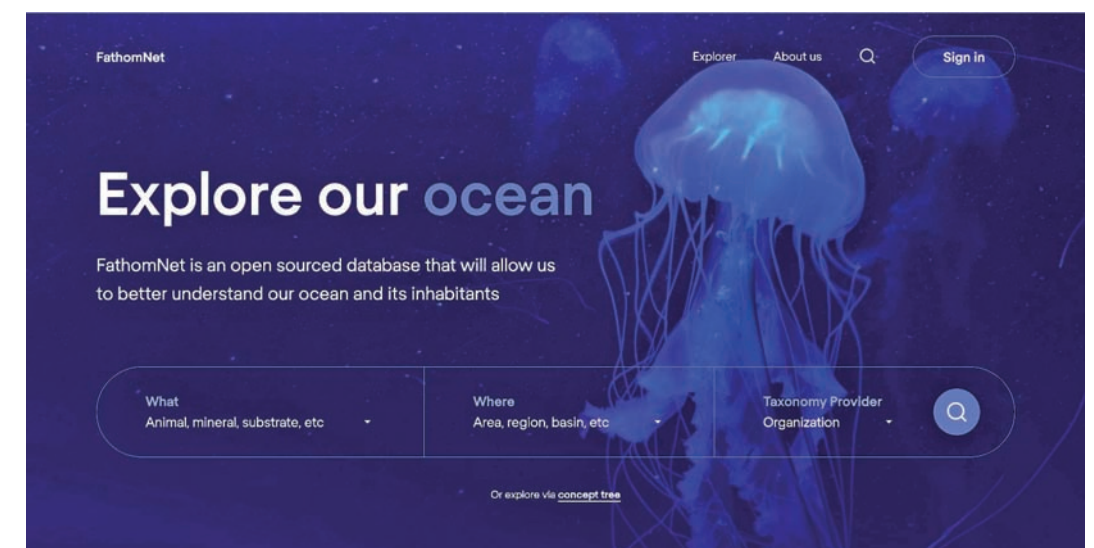 FathomNet
Explorer
About us
Sign in
Explore our ocean
FathomNet is an open sourced database that will allow us
to better understand our ocean and its inhabitants
What
Animal, mineral, substrate, etc
Where
Area, region, basin, etc
Taxonomy Provider
Organization
Or explore via concept tree